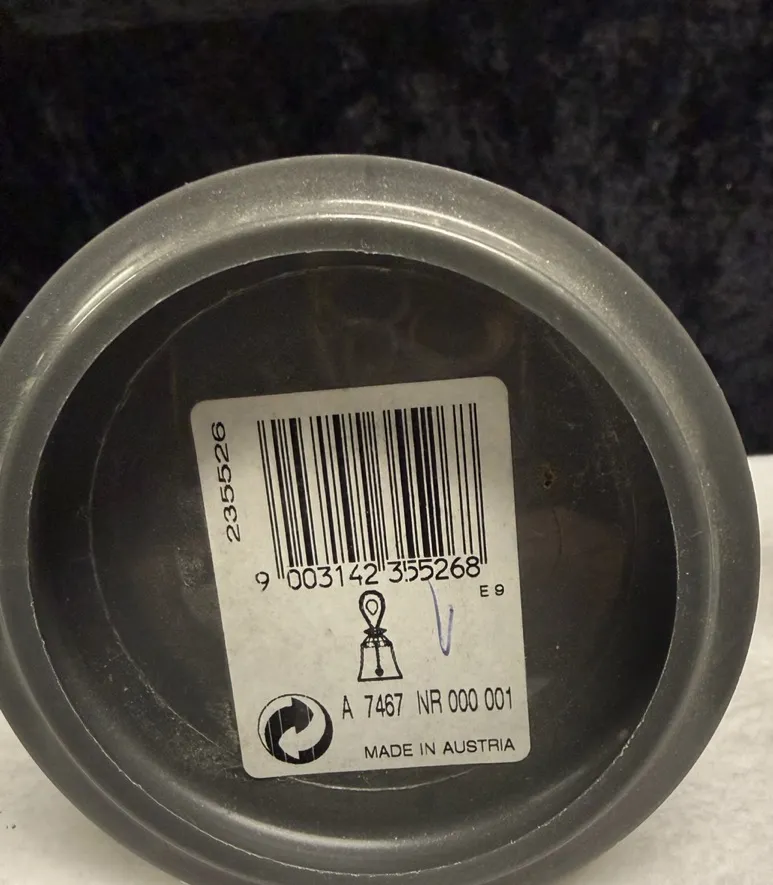 235526
9 003142 355268
E 9
A 7467 NR 000 001
MADE IN AUSTRIA